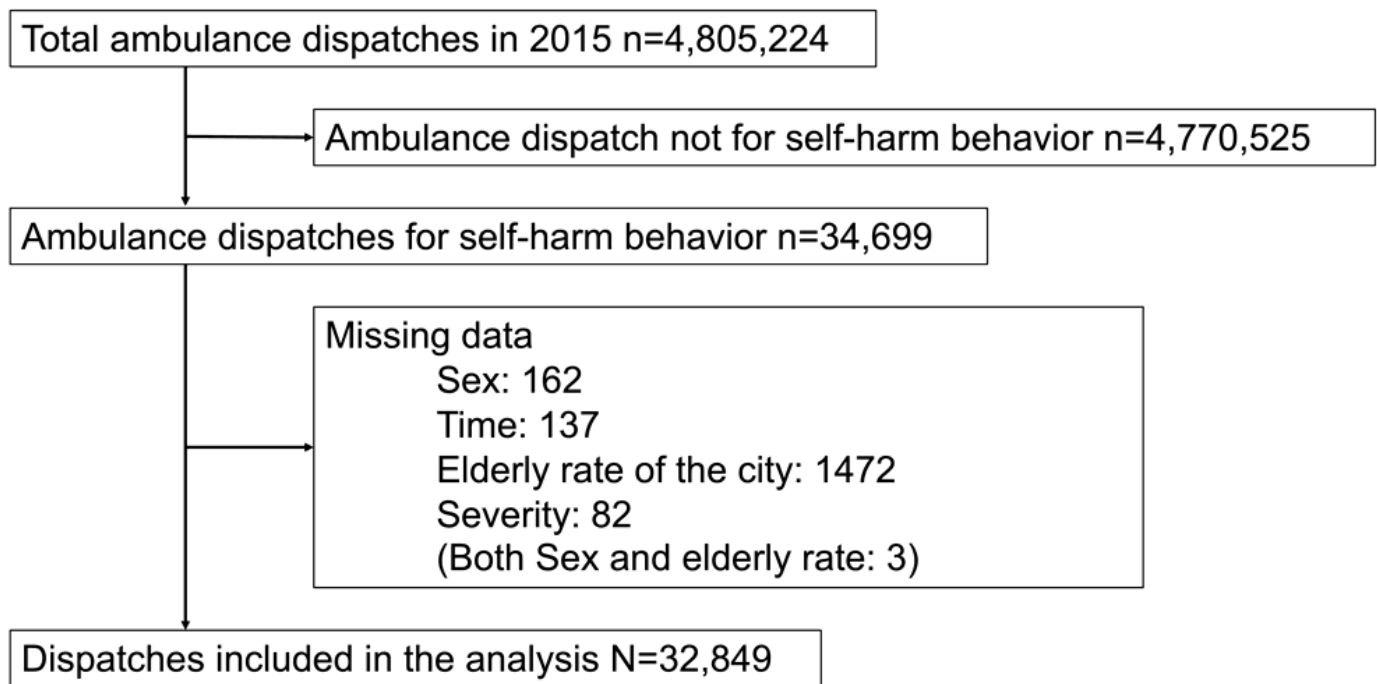 Total ambulance dispatches in 2015 n=4,805,224
Ambulance dispatch not for self-harm behavior n=4,770,525
Ambulance dispatches for self-harm behavior n=34,699
Missing data
Sex: 162
Time: 137
Elderly rate of the city: 1472
Severity: 82
(Both Sex and elderly rate: 3)
Dispatches included in the analysis N=32,849